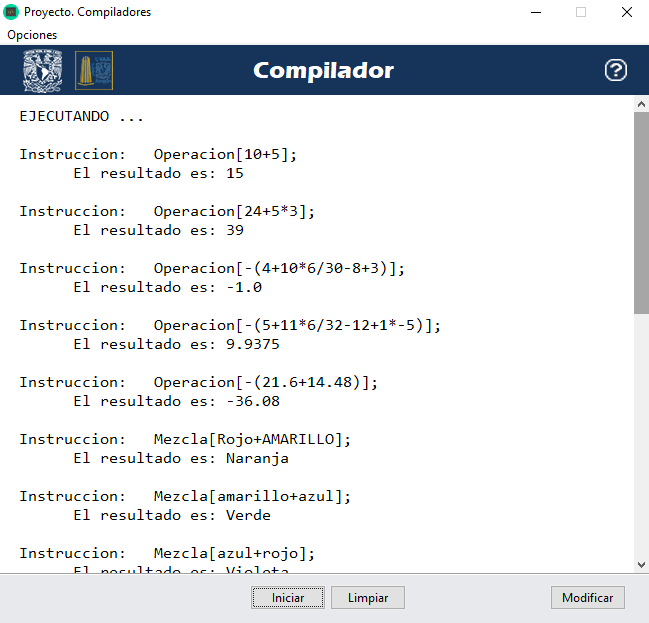 Proyecto. Compiladores
Opciones
Compilador
EJECUTANDO ...
Instruccion:   Operacion[10+5];
El resultado es: 15
Instruccion:   Operacion[24+5*3];
El resultado es: 39
Instruccion:   Operacion[-(4+10*6/30-8+3)];
El resultado es: -1.0
Instruccion:   Operacion[-(5+11*6/32-12+1*-5)];
El resultado es: 9.9375
Instruccion:   Operacion[-(21.6+14.48)];
El resultado es: -36.08
Instruccion:   Mezcla[Rojo+AMARILLO];
El resultado es: Naranja
Instruccion:   Mezcla[amarillo+azul];
El resultado es: Verde
Instruccion:   Mezcla[azul+rojo];
El resultado es: Violeta
Iniciar
Limpiar
Modificar